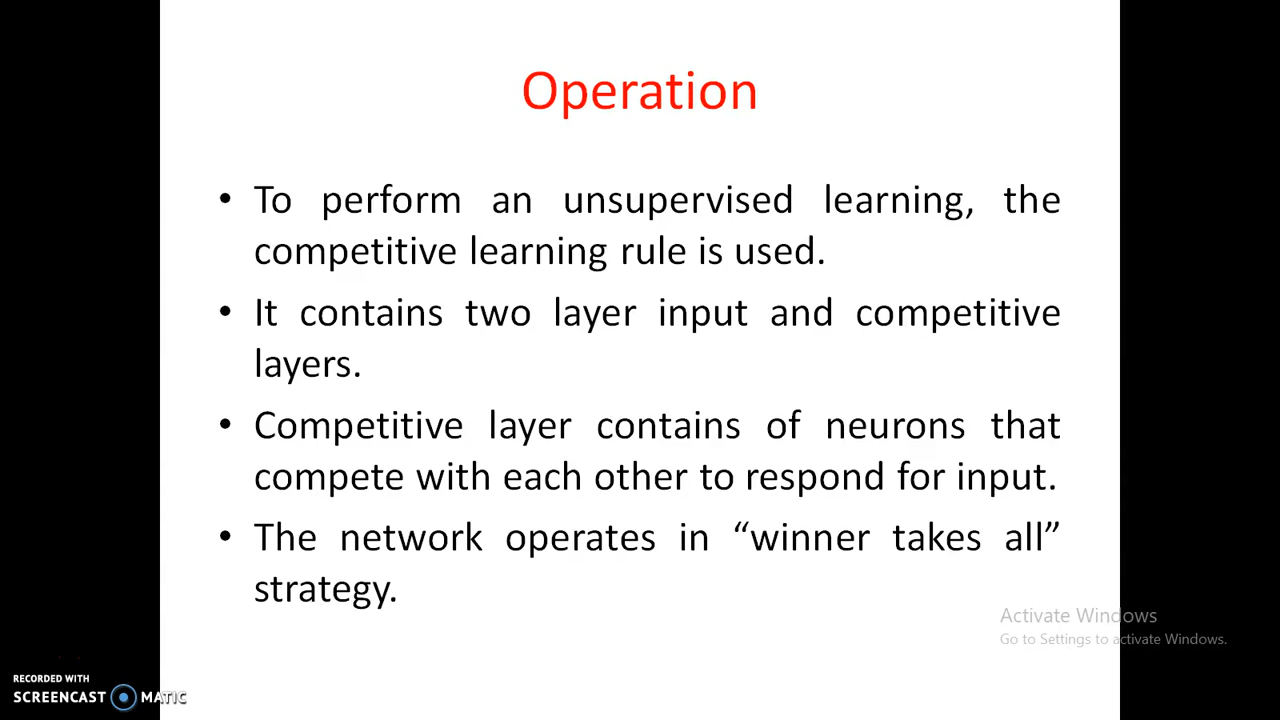 Operation
• To perform an unsupervised learning, the
competitive learning rule is used.
• It contains two layer input and competitive
layers.
• Competitive layer contains of neurons that
compete with each other to respond for input.
• The network operates in “winner takes all”
strategy.
Activate Windows
Go to Settings to activate Windows.
RECORDED WITH
SCREENCAST MATIC